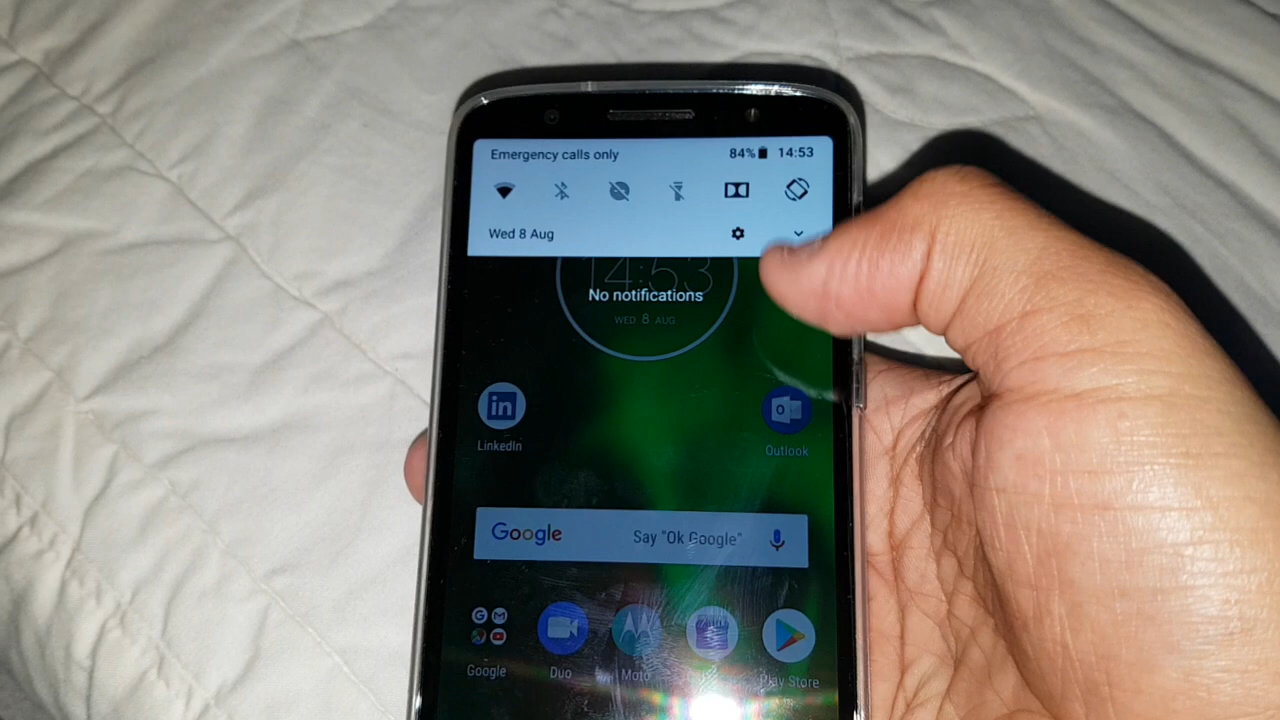 Emergency calls only 84% 14:53
Wed 8 Aug
14:53
No notifications
WED 8 AUG
in
LinkedIn
O
Outlook
Google Say "Ok Google"
G M
Google Duo Moto Play Store